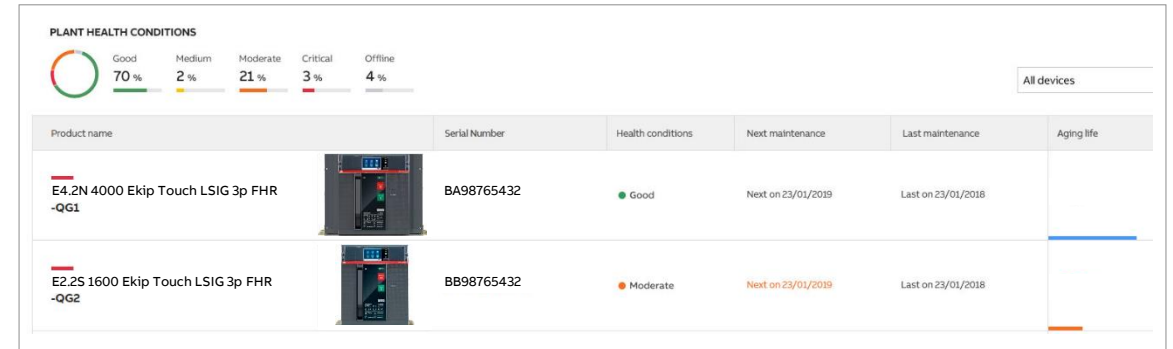 PLANT HEALTH CONDITIONS
Good Medium Moderate Critical Offline
70 % 2 % 21 % 3 % 4 %
All devices
Product name Serial Number Health conditions Next maintenance Last maintenance Aging life
E4.2N 4000 Ekip Touch LSIG 3p FHR BA98765432 Good Next on 23/01/2019 Last on 23/01/2018
-QG1
E2.2S 1600 Ekip Touch LSIG 3p FHR BB98765432 Moderate Next on 23/01/2019 Last on 23/01/2018
-QG2